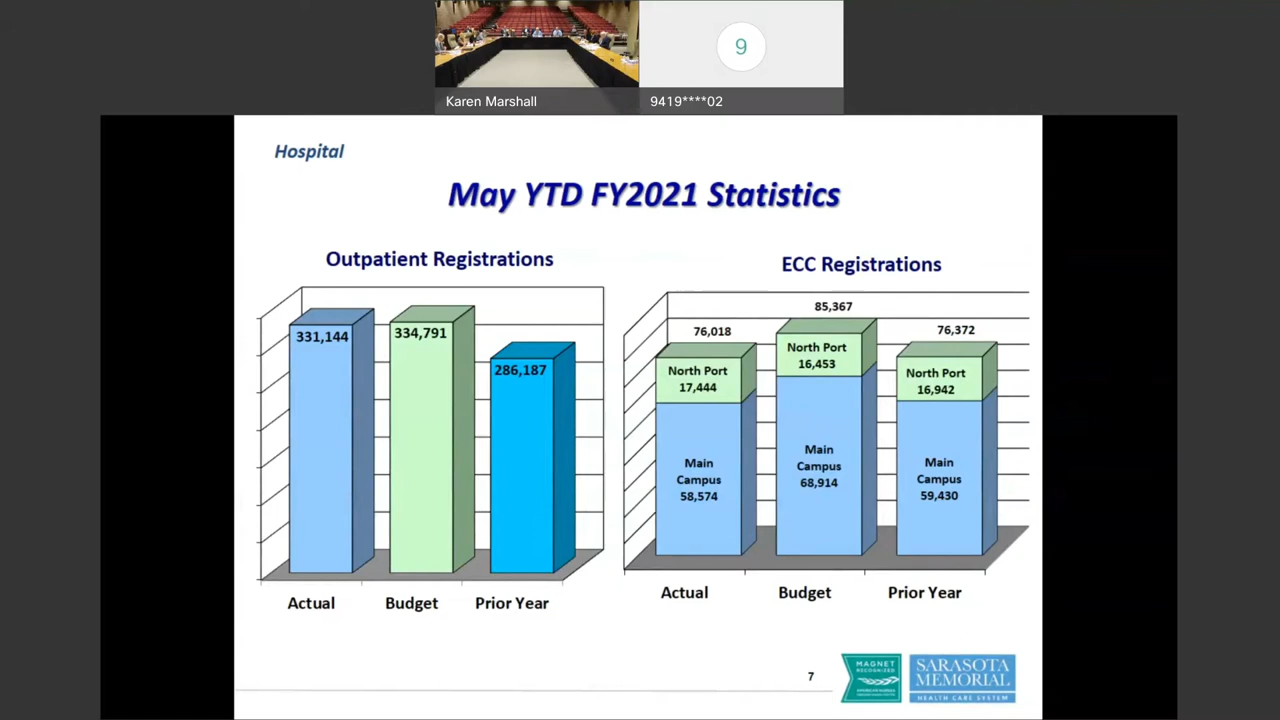 9
Karen Marshall
9419****02
Hospital
May YTD FY2021 Statistics
Outpatient Registrations
331,144
334,791
286,187
Actual
Budget
Prior Year
ECC Registrations
76,018
85,367
76,372
North Port
17,444
North Port
16,453
North Port
16,942
Main
Campus
58,574
Main
Campus
68,914
Main
Campus
59,430
Actual
Budget
Prior Year
7
MAGNET
RECOGNIZED
SARASOTA
MEMORIAL
HEALTH CARE SYSTEM